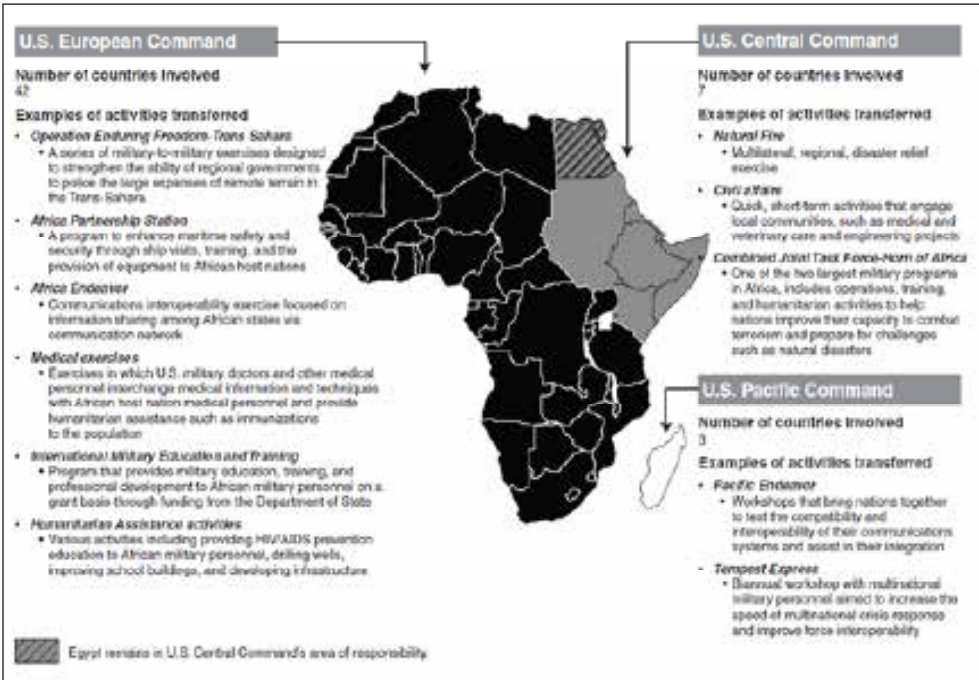 U.S. European Command
Number of countries involved
42
Examples of activities transferred
• Operation Enduring Freedom-Trans Sahara
• A series of military-to-military exercises designed
to strengthen the ability of regional governments
to police the large expanses of remote terrain in
the Trans-Sahara
• Africa Partnership Station
• A program to enhance maritime safety and
security through ship visits, training, and the
provision of equipment to African host nations
• Africa Endeavor
• Communications interoperability exercise focused on
information sharing among African states via
communication network
• Medical exercises
• Exercises in which U.S. military doctors and other medical
personnel interchange medical information and techniques
with African host nation medical personnel and provide
humanitarian assistance such as immunizations
to the population
• International Military Education and Training
• Program that provides military education, training, and
professional development to African military personnel on a
grant basis through funding from the Department of State
• Humanitarian Assistance activities
• Various activities including providing HIV/AIDS prevention
education to African military personnel, drilling wells,
improving school buildings, and developing infrastructure
Egypt remains in U.S. Central Command's area of responsibility.
U.S. Central Command
Number of countries involved
7
Examples of activities transferred
• Natural Fire
• Multilateral, regional, disaster relief
exercise
• Civil affairs
• Quick, short-term activities that engage
local communities, such as medical and
veterinary care and engineering projects
• Combined Joint Task Force-Horn of Africa
• One of the two largest military programs
in Africa, includes operations, training,
and humanitarian activities to help
nations improve their capacity to combat
terrorism and prepare for challenges
such as natural disasters
U.S. Pacific Command
Number of countries involved
3
Examples of activities transferred
• Pacific Endeavor
• Workshops that bring nations together
to test the compatibility and
interoperability of their communications
systems and assist in their integration
• Tempest Express
• Biannual workshop with multinational
military personnel aimed to increase the
speed of multinational crisis response
and improve force interoperability